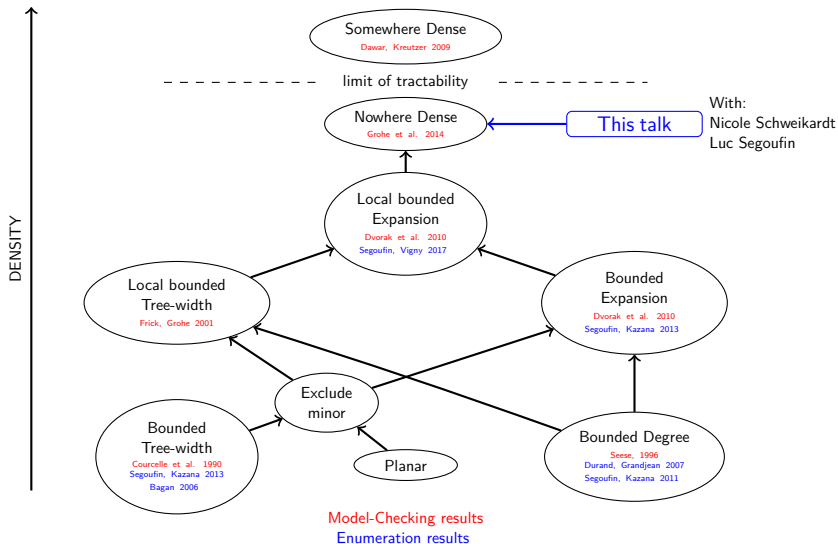 Somewhere Dense
Dawar, Kreutzer 2009
limit of tractability
Nowhere Dense
Grohe et al. 2014
This talk
With:
Nicole Schweikardt
Luc Segoufin
DENSITY
Local bounded
Expansion
Dvorak et al. 2010
Segoufin, Vigny 2017
Local bounded
Tree-width
Frick, Grohe 2001
Bounded
Expansion
Dvorak et al. 2010
Segoufin, Kazana 2013
Exclude
minor
Bounded
Tree-width
Courcelle et al. 1990
Segoufin, Kazana 2013
Bagan 2006
Planar
Bounded Degree
Seese, 1996
Durand, Grandjean 2007
Segoufin, Kazana 2011
Model-Checking results
Enumeration results